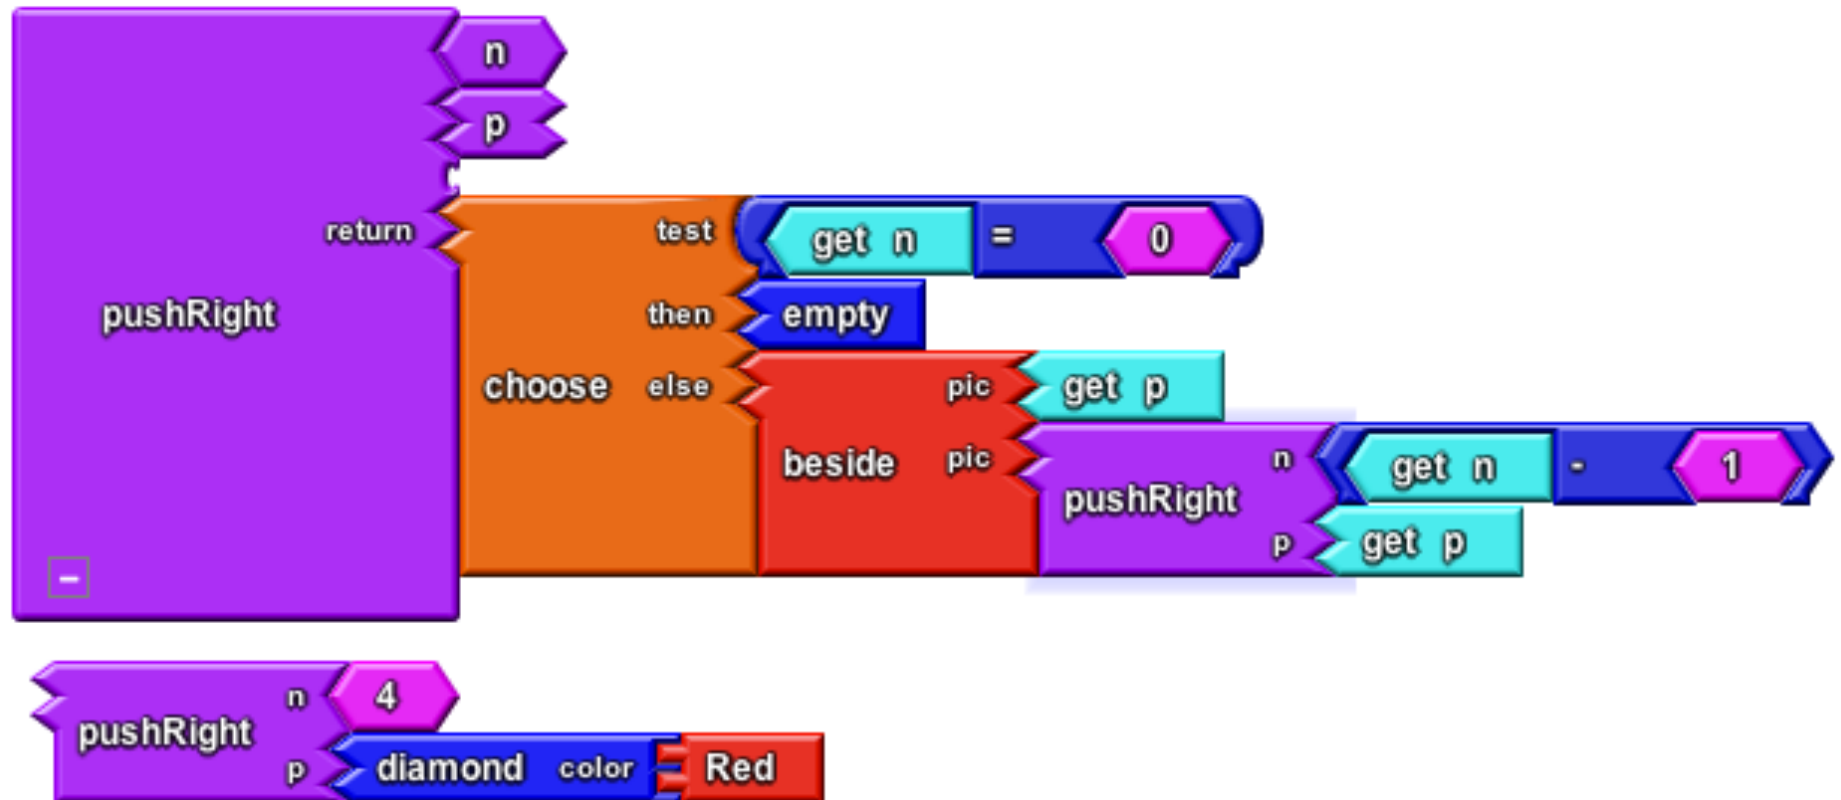 n
p
return test get n = 0
pushRight then empty
choose else pic get p
beside pic pushRight n get n - 1
p get p
−
pushRight n 4
p diamond color Red